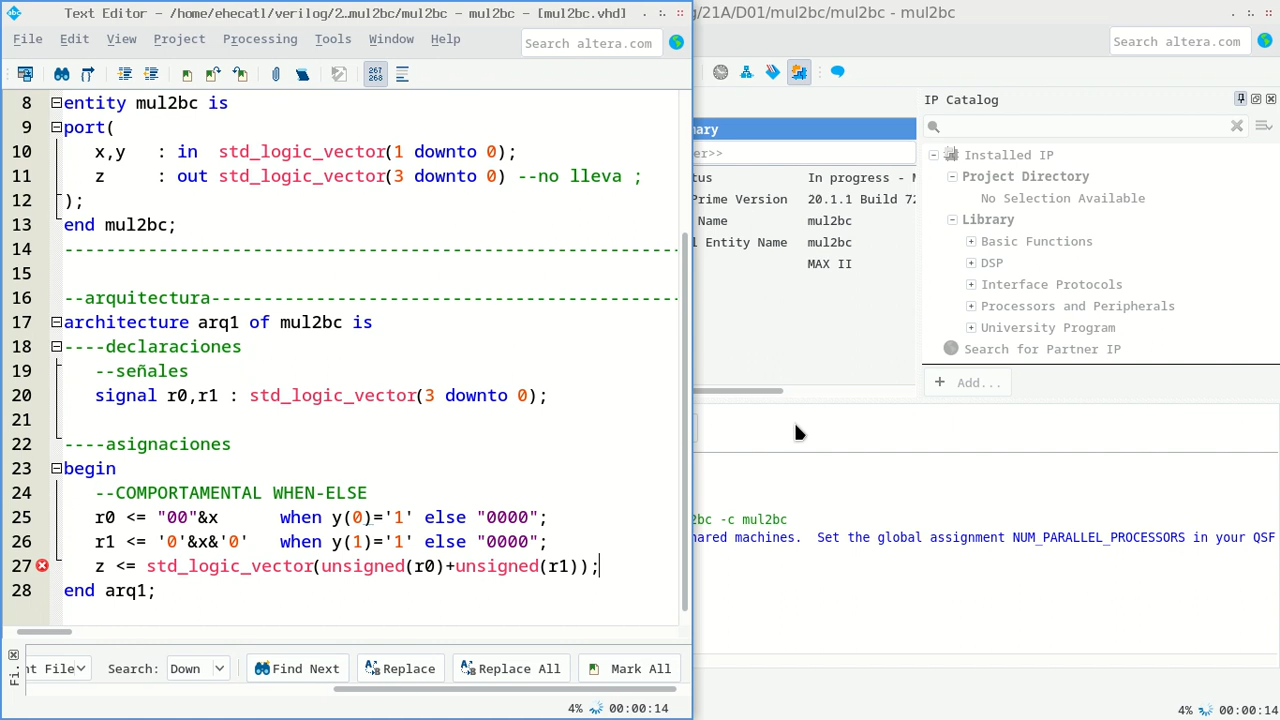 Text Editor - /home/ehecatl/verilog/2...mul2bc/mul2bc - mul2bc - [mul2bc.vhd]
File Edit View Project Processing Tools Window Help
Search altera.com
267
268
8 entity mul2bc is
9 port(
10 x,y : in std_logic_vector(1 downto 0);
11 z : out std_logic_vector(3 downto 0) --no lleva ;
12 );
13 end mul2bc;
14 --------------------------------------------------------
15
16 --arquitectura---------------------------------------------
17 architecture arq1 of mul2bc is
18 ----declaraciones
19 --señales
20 signal r0,r1 : std_logic_vector(3 downto 0);
21
22 ----asignaciones
23 begin
24 --COMPORTAMENTAL WHEN-ELSE
25 r0 <= "00"&x when y(0)='1' else "0000";
26 r1 <= '0'&x&'0' when y(1)='1' else "0000";
27 z <= std_logic_vector(unsigned(r0)+unsigned(r1));
28 end arq1;
nt File Search: Down Find Next Replace Replace All Mark All
Fi.
4% 00:00:14
g/21A/D01/mul2bc/mul2bc - mul2bc
Search altera.com
nary
er>>
tus In progress - M
Prime Version 20.1.1 Build 72
Name mul2bc
l Entity Name mul2bc
MAX II
IP Catalog
Installed IP
Project Directory
No Selection Available
Library
Basic Functions
DSP
Interface Protocols
Processors and Peripherals
University Program
Search for Partner IP
+ Add...
2bc -c mul2bc
hared machines. Set the global assignment NUM_PARALLEL_PROCESSORS in your QSF
4% 00:00:14